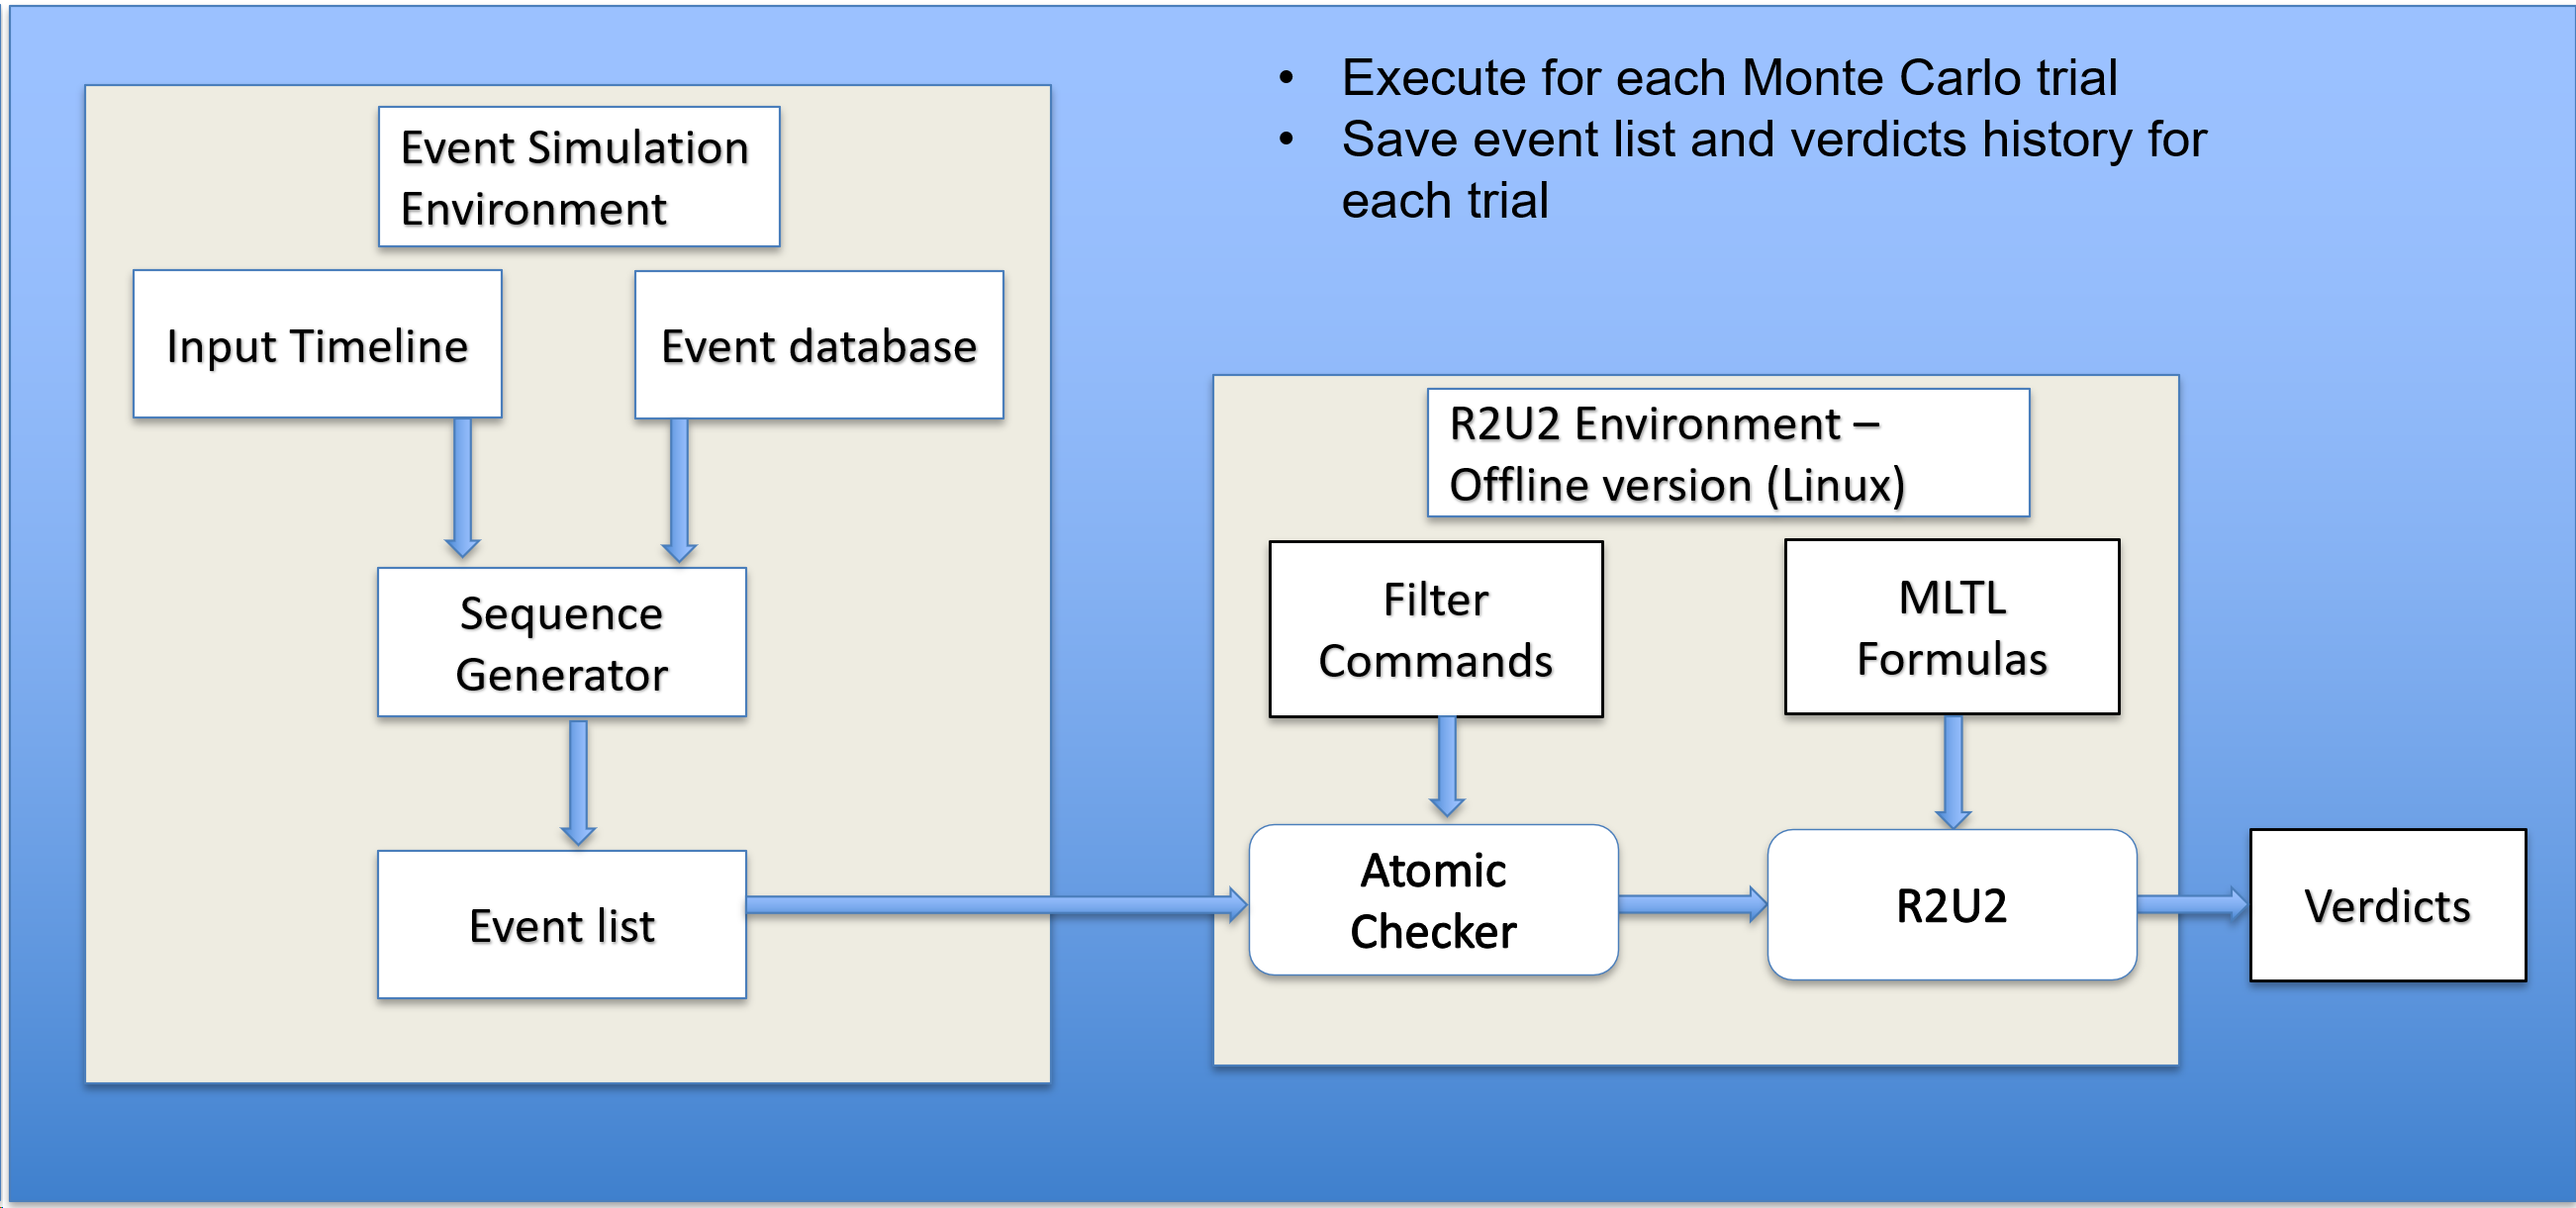 • Execute for each Monte Carlo trial
• Save event list and verdicts history for
each trial
Event Simulation
Environment
Input Timeline
Event database
Sequence
Generator
Event list
R2U2 Environment –
Offline version (Linux)
Filter
Commands
MLTL
Formulas
Atomic
Checker
R2U2
Verdicts